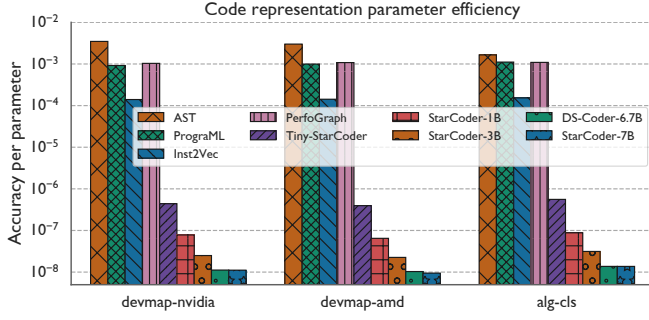 Code representation parameter efficiency
Accuracy per parameter
10⁻²
10⁻³
10⁻⁴
10⁻⁵
10⁻⁶
10⁻⁷
10⁻⁸
AST
PrograML
Inst2Vec
PerfoGraph
Tiny-StarCoder
StarCoder-1B
StarCoder-3B
DS-Coder-6.7B
StarCoder-7B
devmap-nvidia
devmap-amd
alg-cls